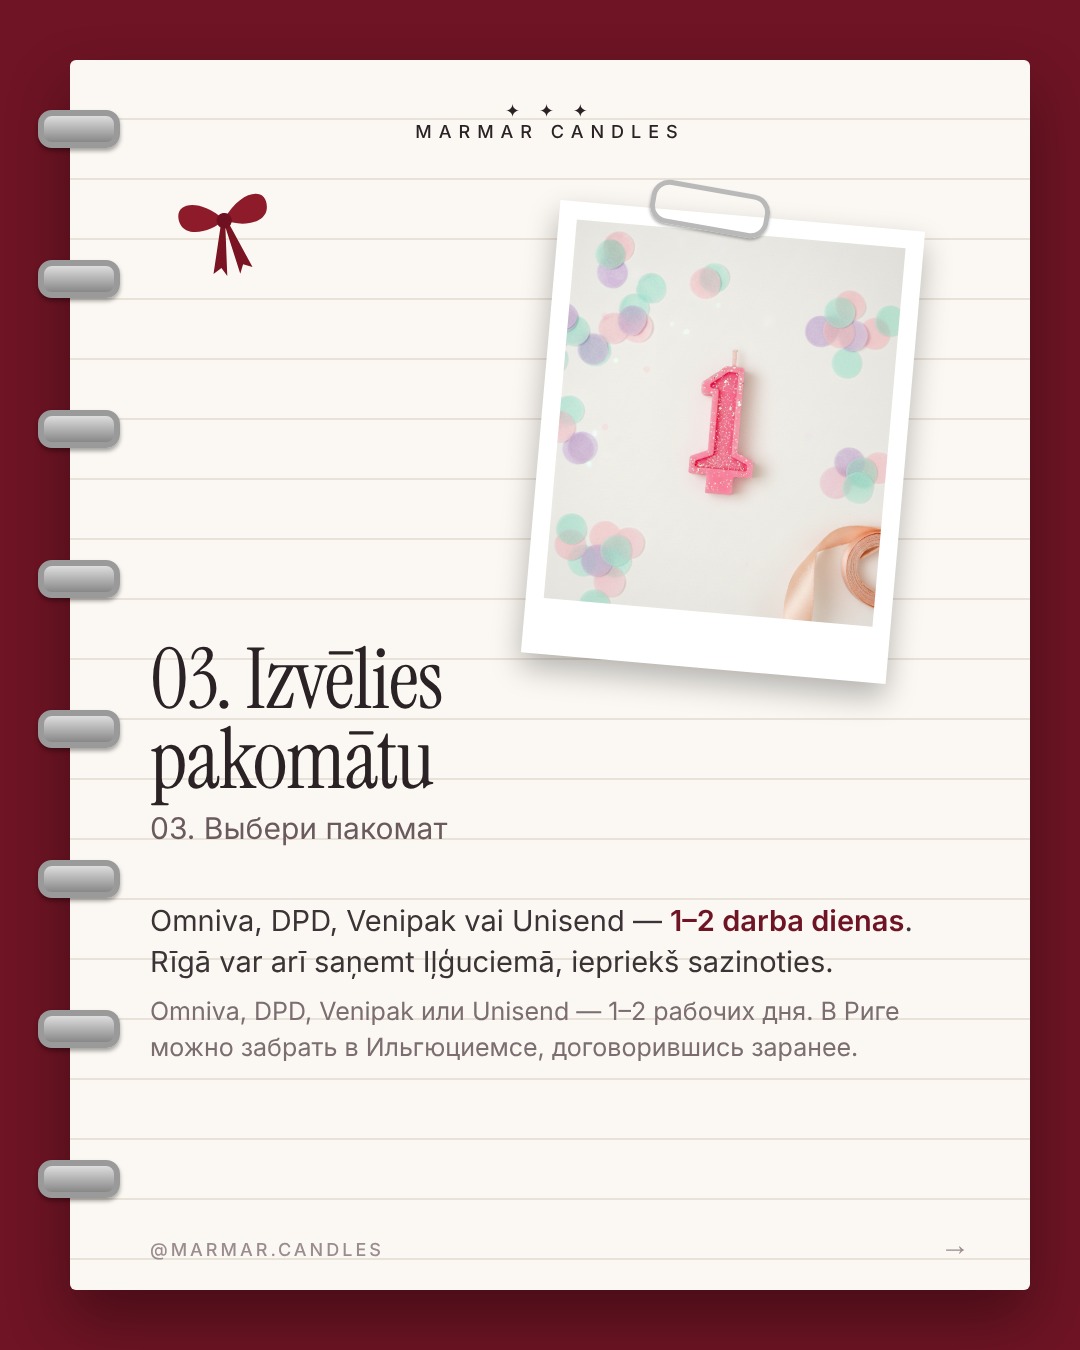 ✦ ✦ ✦
MARMAR CANDLES
1
03. Izvēlies
pakomātu
03. Выбери пакомат
Omniva, DPD, Venipak vai Unisend — 1–2 darba dienas.
Rīgā var arī saņemt Iļģuciemā, iepriekš sazinoties.
Omniva, DPD, Venipak или Unisend — 1–2 рабочих дня. В Риге
можно забрать в Ильгюциемсе, договорившись заранее.
@MARMAR.CANDLES →